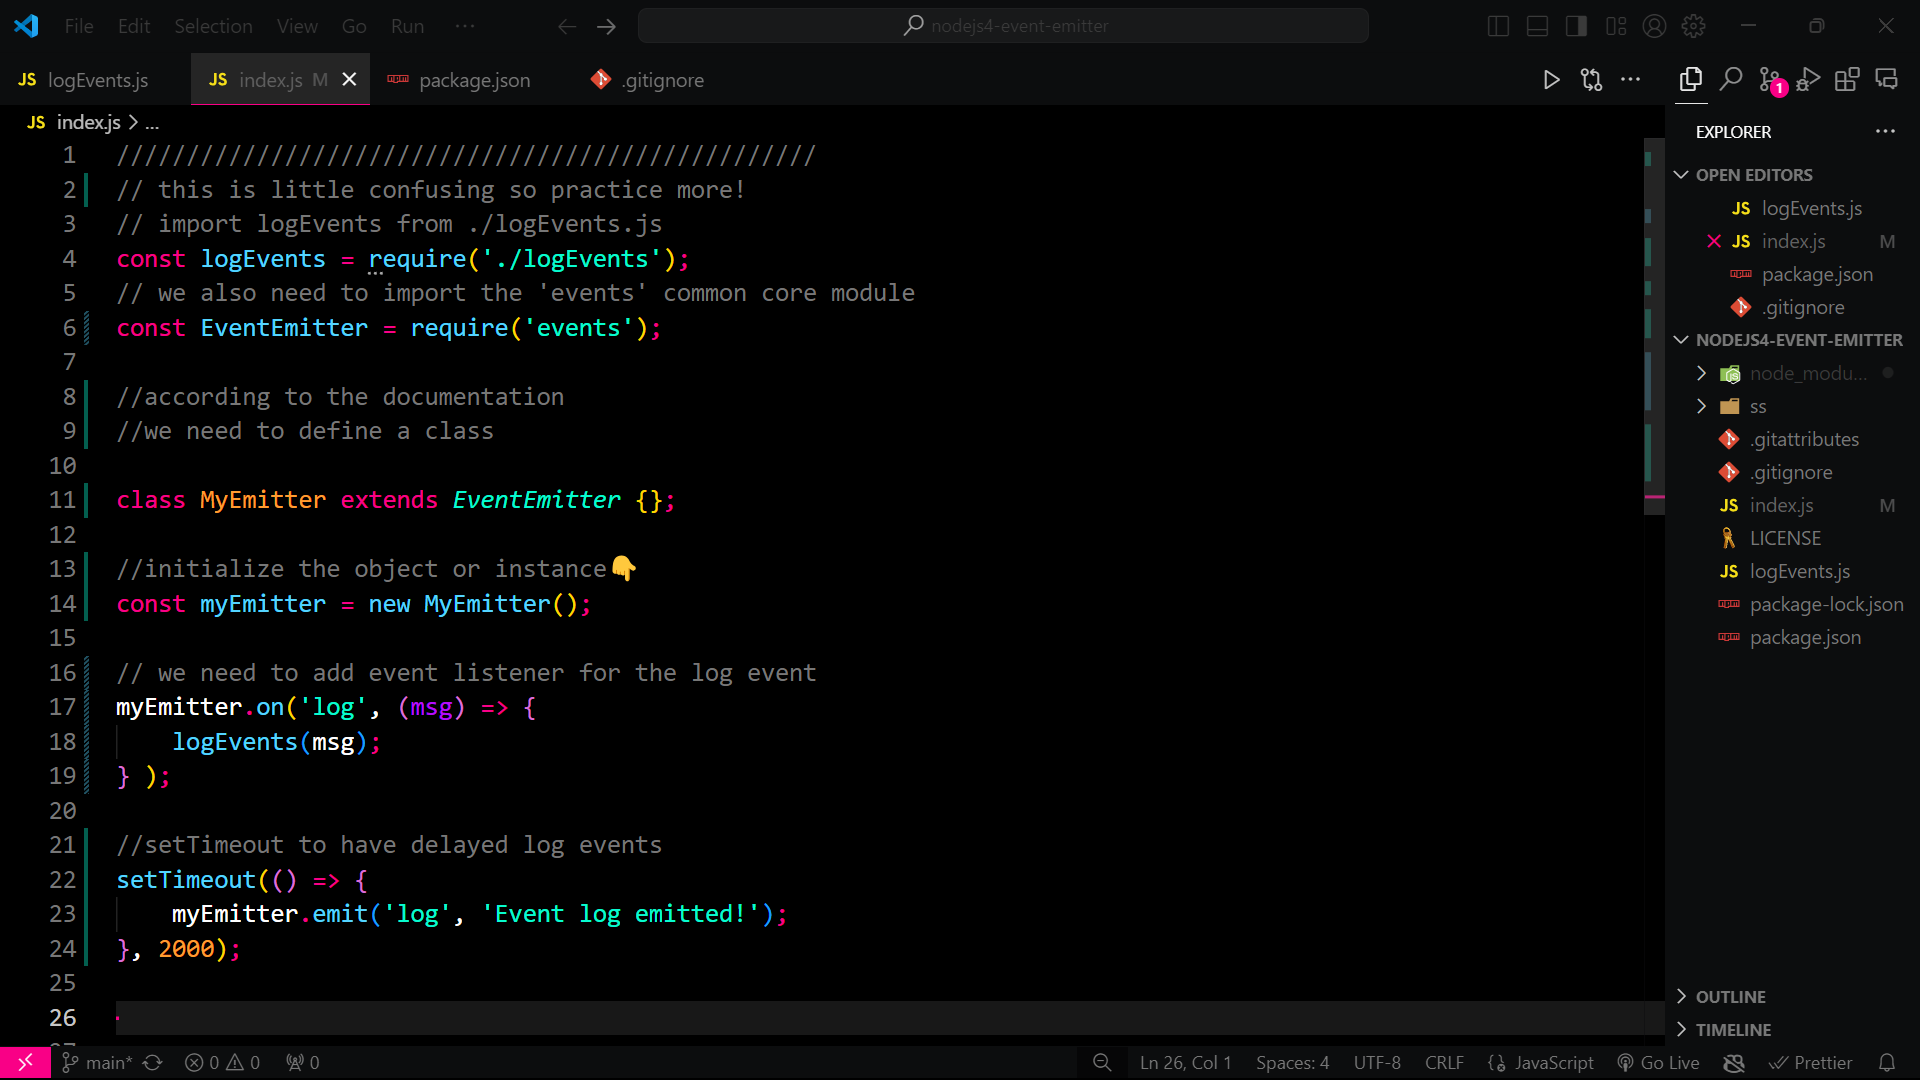 File Edit Selection View Go Run ··· nodejs4-event-emitter
JS logEvents.js JS index.js M package.json .gitignore
JS index.js > ...
1 //////////////////////////////////////////////////
2 // this is little confusing so practice more!
3 // import logEvents from ./logEvents.js
4 const logEvents = require('./logEvents');
5 // we also need to import the 'events' common core module
6 const EventEmitter = require('events');
7
8 //according to the documentation
9 //we need to define a class
10
11 class MyEmitter extends EventEmitter {};
12
13 //initialize the object or instance👇
14 const myEmitter = new MyEmitter();
15
16 // we need to add event listener for the log event
17 myEmitter.on('log', (msg) => {
18     logEvents(msg);
19 } );
20
21 //setTimeout to have delayed log events
22 setTimeout(() => {
23     myEmitter.emit('log', 'Event log emitted!');
24 }, 2000);
25
26
1
EXPLORER ···
OPEN EDITORS
JS logEvents.js
JS index.js M
package.json
.gitignore
NODEJS4-EVENT-EMITTER
node_modu...
ss
.gitattributes
.gitignore
JS index.js M
LICENSE
JS logEvents.js
package-lock.json
package.json
OUTLINE
TIMELINE
main* 0 0 0 Ln 26, Col 1 Spaces: 4 UTF-8 CRLF {} JavaScript Go Live Prettier